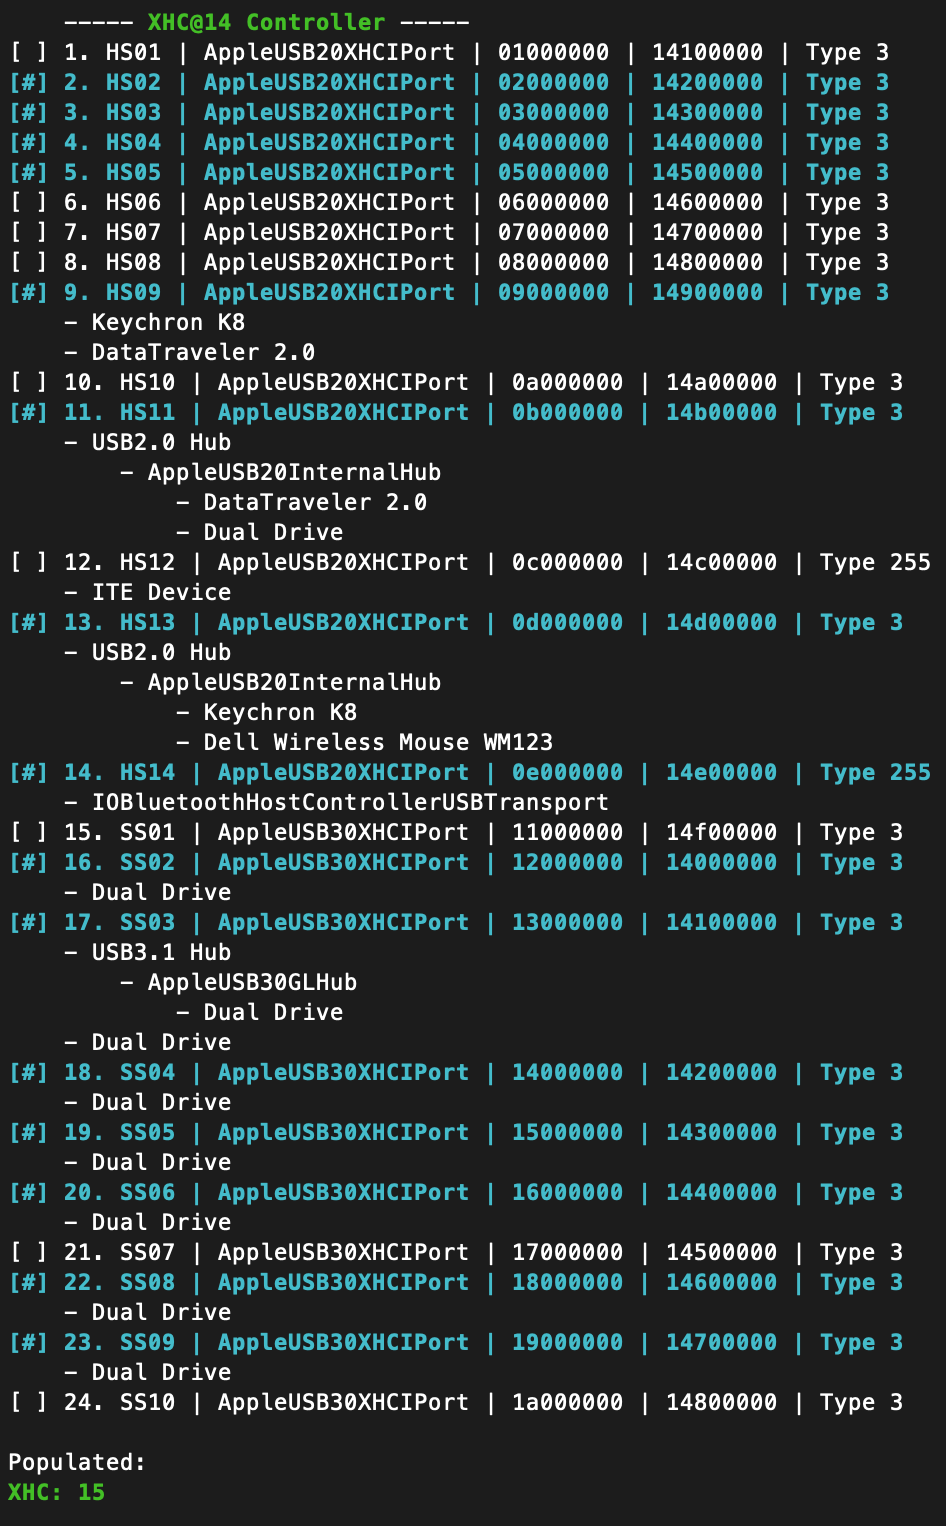 ----- XHC@14 Controller -----
[ ] 1. HS01 | AppleUSB20XHCIPort | 01000000 | 14100000 | Type 3
[#] 2. HS02 | AppleUSB20XHCIPort | 02000000 | 14200000 | Type 3
[#] 3. HS03 | AppleUSB20XHCIPort | 03000000 | 14300000 | Type 3
[#] 4. HS04 | AppleUSB20XHCIPort | 04000000 | 14400000 | Type 3
[#] 5. HS05 | AppleUSB20XHCIPort | 05000000 | 14500000 | Type 3
[ ] 6. HS06 | AppleUSB20XHCIPort | 06000000 | 14600000 | Type 3
[ ] 7. HS07 | AppleUSB20XHCIPort | 07000000 | 14700000 | Type 3
[ ] 8. HS08 | AppleUSB20XHCIPort | 08000000 | 14800000 | Type 3
[#] 9. HS09 | AppleUSB20XHCIPort | 09000000 | 14900000 | Type 3
- Keychron K8
- DataTraveler 2.0
[ ] 10. HS10 | AppleUSB20XHCIPort | 0a000000 | 14a00000 | Type 3
[#] 11. HS11 | AppleUSB20XHCIPort | 0b000000 | 14b00000 | Type 3
- USB2.0 Hub
- AppleUSB20InternalHub
- DataTraveler 2.0
- Dual Drive
[ ] 12. HS12 | AppleUSB20XHCIPort | 0c000000 | 14c00000 | Type 255
- ITE Device
[#] 13. HS13 | AppleUSB20XHCIPort | 0d000000 | 14d00000 | Type 3
- USB2.0 Hub
- AppleUSB20InternalHub
- Keychron K8
- Dell Wireless Mouse WM123
[#] 14. HS14 | AppleUSB20XHCIPort | 0e000000 | 14e00000 | Type 255
- IOBluetoothHostControllerUSBTransport
[ ] 15. SS01 | AppleUSB30XHCIPort | 11000000 | 14f00000 | Type 3
[#] 16. SS02 | AppleUSB30XHCIPort | 12000000 | 14000000 | Type 3
- Dual Drive
[#] 17. SS03 | AppleUSB30XHCIPort | 13000000 | 14100000 | Type 3
- USB3.1 Hub
- AppleUSB30GLHub
- Dual Drive
- Dual Drive
[#] 18. SS04 | AppleUSB30XHCIPort | 14000000 | 14200000 | Type 3
- Dual Drive
[#] 19. SS05 | AppleUSB30XHCIPort | 15000000 | 14300000 | Type 3
- Dual Drive
[#] 20. SS06 | AppleUSB30XHCIPort | 16000000 | 14400000 | Type 3
- Dual Drive
[ ] 21. SS07 | AppleUSB30XHCIPort | 17000000 | 14500000 | Type 3
[#] 22. SS08 | AppleUSB30XHCIPort | 18000000 | 14600000 | Type 3
- Dual Drive
[#] 23. SS09 | AppleUSB30XHCIPort | 19000000 | 14700000 | Type 3
- Dual Drive
[ ] 24. SS10 | AppleUSB30XHCIPort | 1a000000 | 14800000 | Type 3
Populated:
XHC: 15